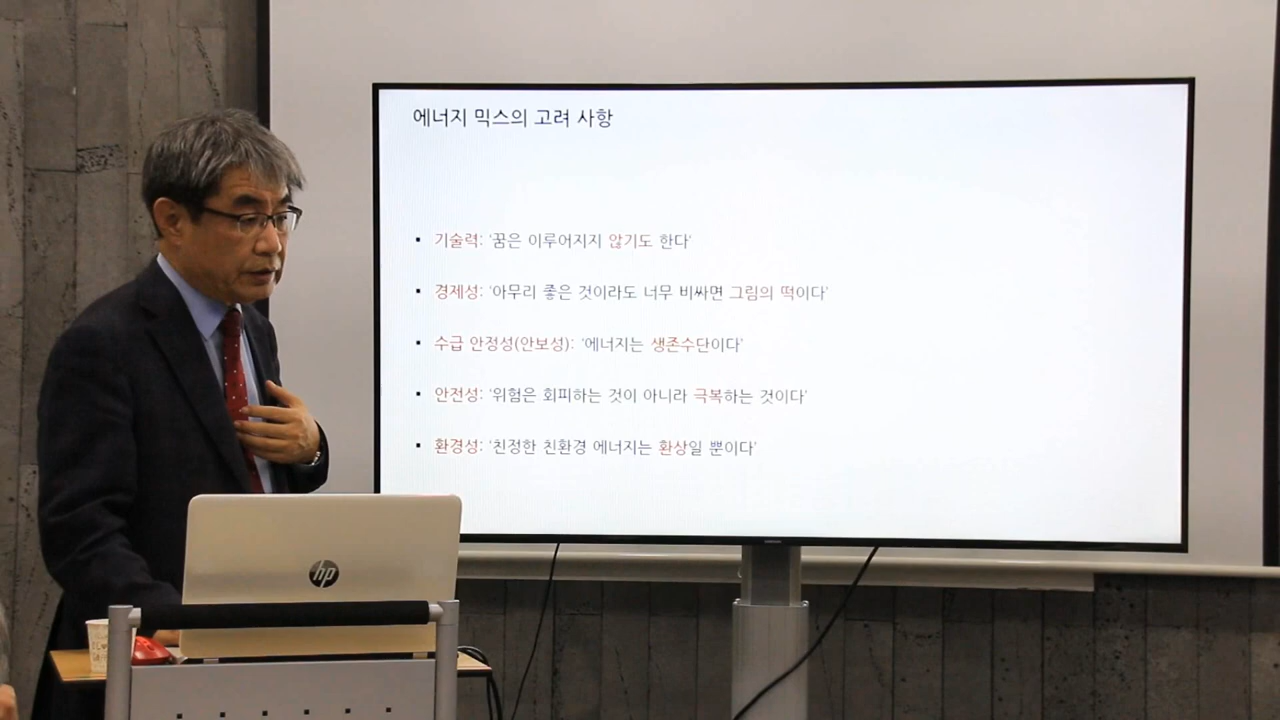 에너지 믹스의 고려 사항
▪ 기술력: '꿈은 이루어지지 않기도 한다'
▪ 경제성: '아무리 좋은 것이라도 너무 비싸면 그림의 떡이다'
▪ 수급 안정성(안보성): '에너지는 생존수단이다'
▪ 안전성: '위험은 회피하는 것이 아니라 극복하는 것이다'
▪ 환경성: '친정한 친환경 에너지는 환상일 뿐이다'
hp